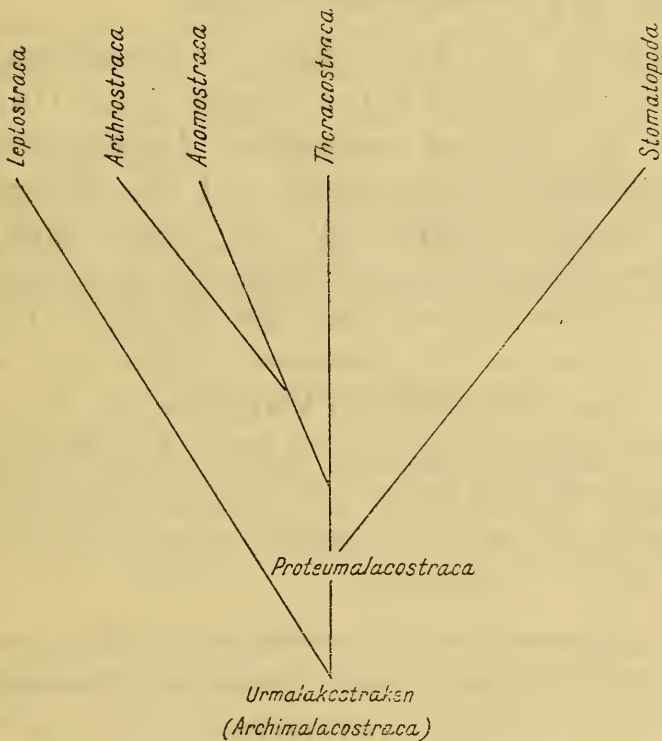 Leptostraca
Arthrostraca
Anomostraca
Thoracostraca
Stomatopoda
Proteumalacostraca
Urmalakostraken
(Archimalacostraca)